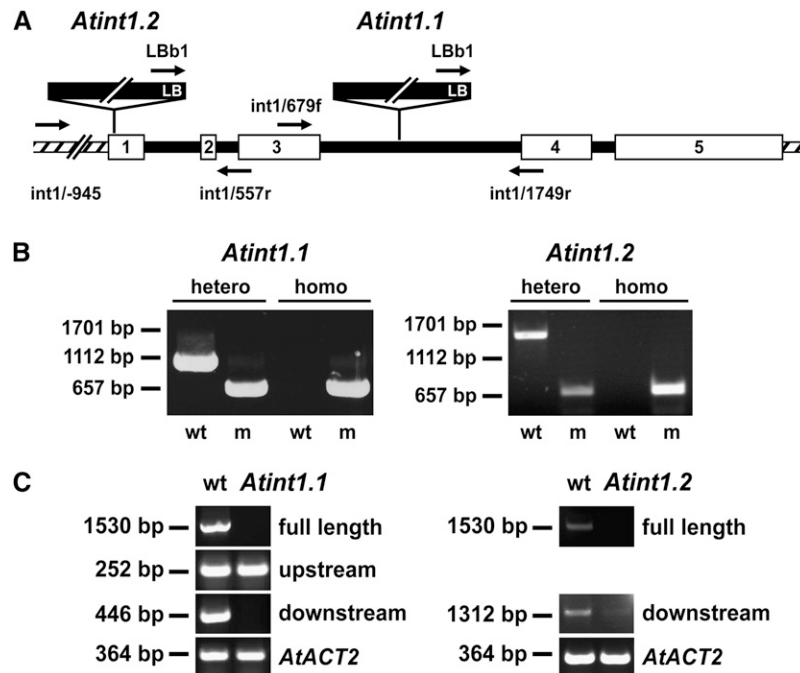 A
Atint1.2
Atint1.1
LBb1
LBb1
LB
LB
int1/679f
1
2
3
4
5
int1/-945
int1/557r
int1/1749r
B
Atint1.1
Atint1.2
hetero
homo
hetero
homo
1701 bp
1112 bp
657 bp
1701 bp
1112 bp
657 bp
wt
m
wt
m
wt
m
wt
m
C
wt Atint1.1
wt Atint1.2
1530 bp
full length
252 bp
upstream
446 bp
downstream
364 bp
AtACT2
1530 bp
full length
1312 bp
downstream
364 bp
AtACT2